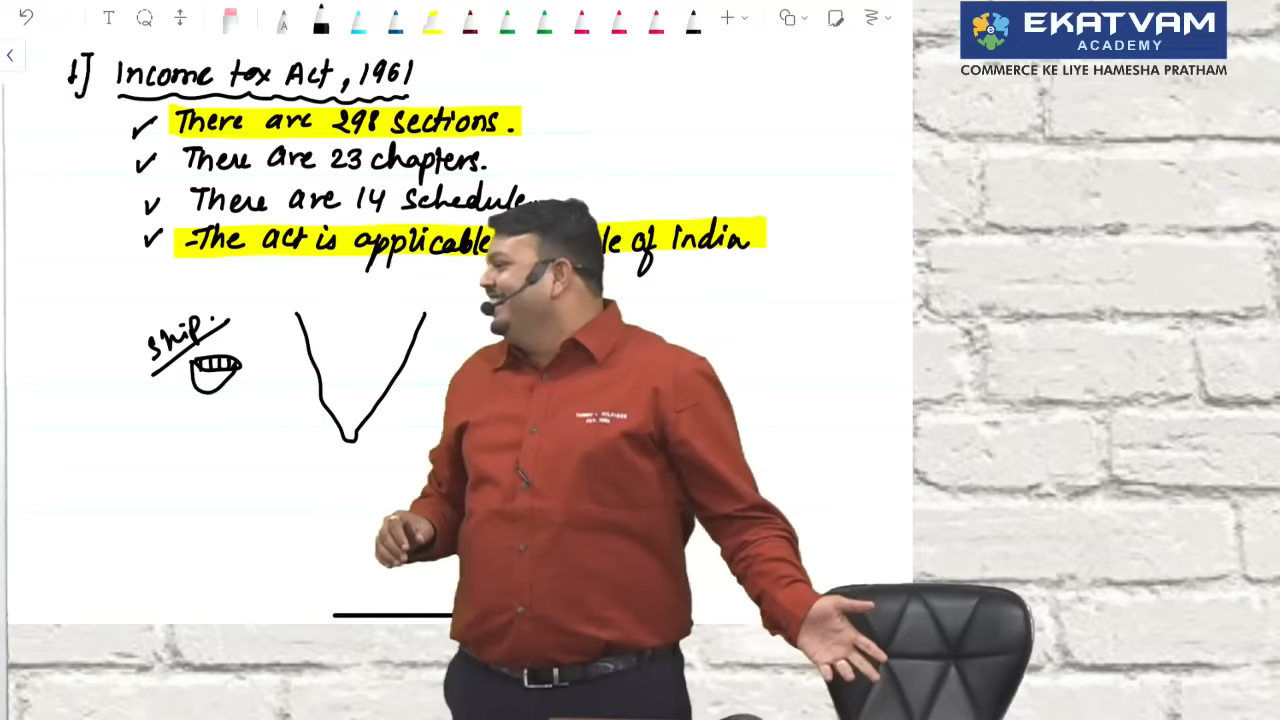 EKATVAM
ACADEMY
COMMERCE KE LIYE HAMESHA PRATHAM
1] Income tax Act, 1961
There are 298 sections.
There are 23 chapters.
There are 14 schedule
The act is applicable of India
ship.